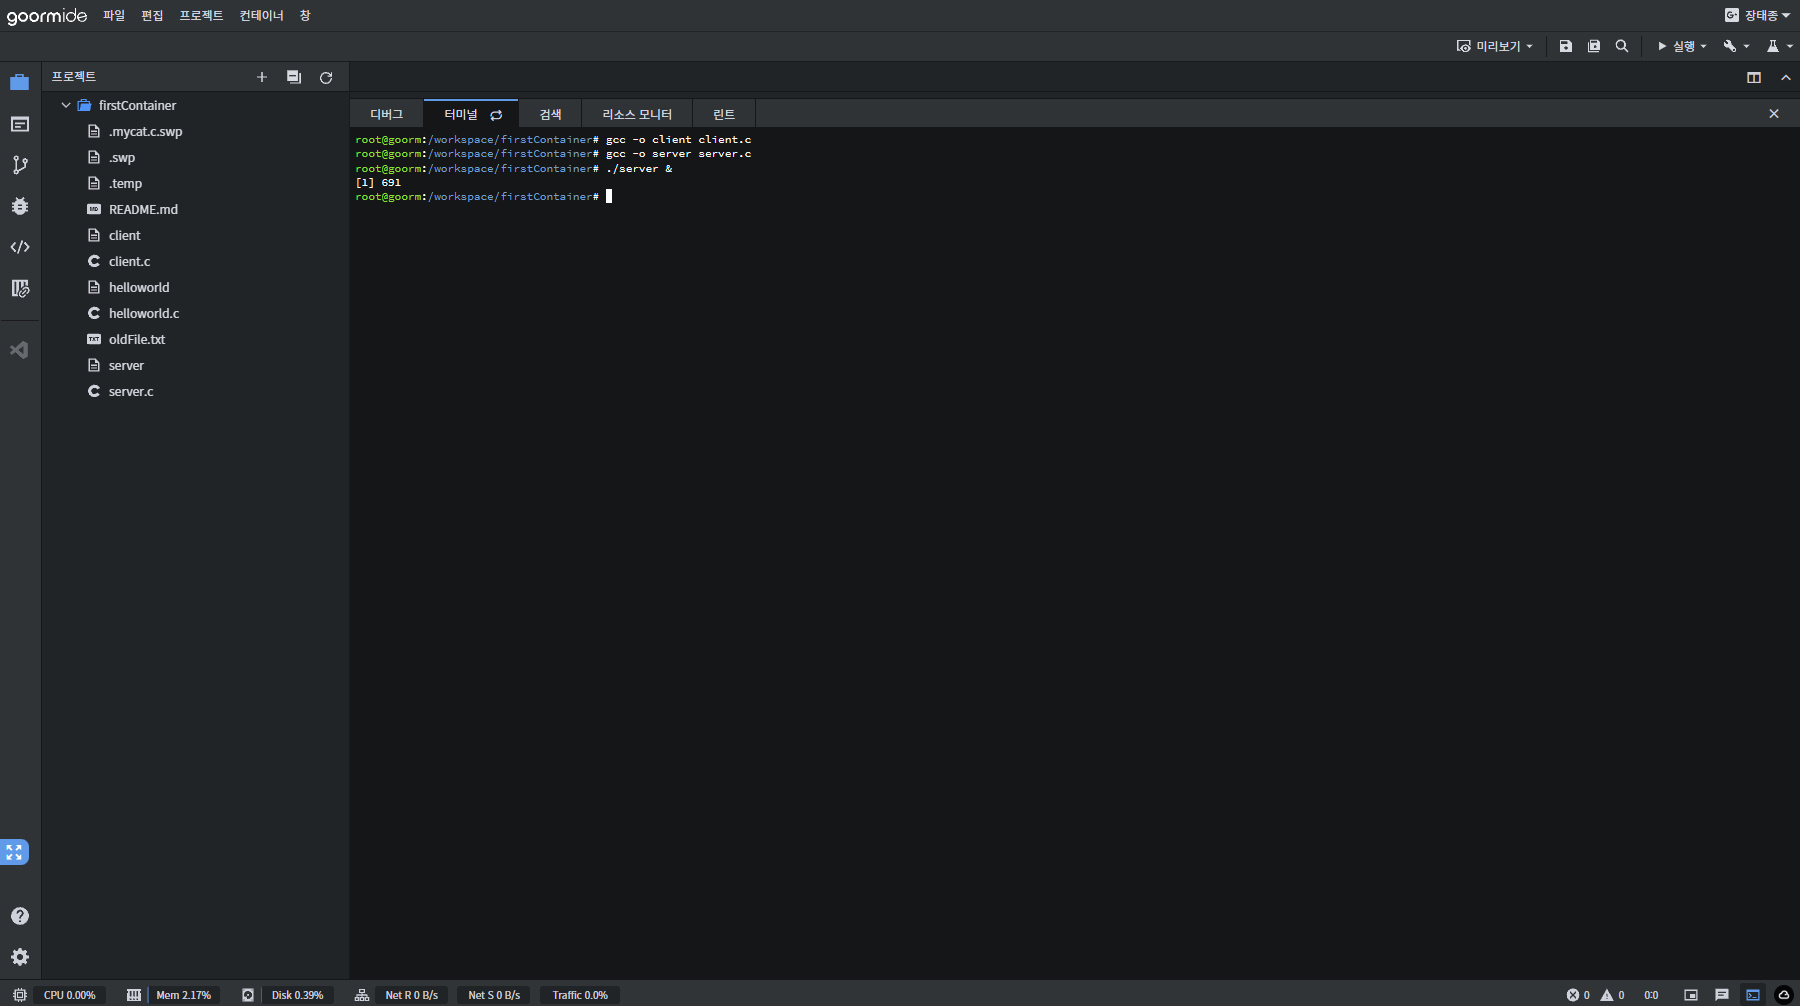 goormide 파일 편집 프로젝트 컨테이너 창 G+ 장태종
미리보기 실행
프로젝트
firstContainer
.mycat.c.swp
.swp
.temp
README.md
client
client.c
helloworld
helloworld.c
oldFile.txt
server
server.c
디버그 터미널 검색 리소스 모니터 린트
root@goorm:/workspace/firstContainer# gcc -o client client.c
root@goorm:/workspace/firstContainer# gcc -o server server.c
root@goorm:/workspace/firstContainer# ./server &
[1] 691
root@goorm:/workspace/firstContainer#
CPU 0.00% Mem 2.17% Disk 0.39% Net R 0 B/s Net S 0 B/s Traffic 0.0% 0 0 0:0